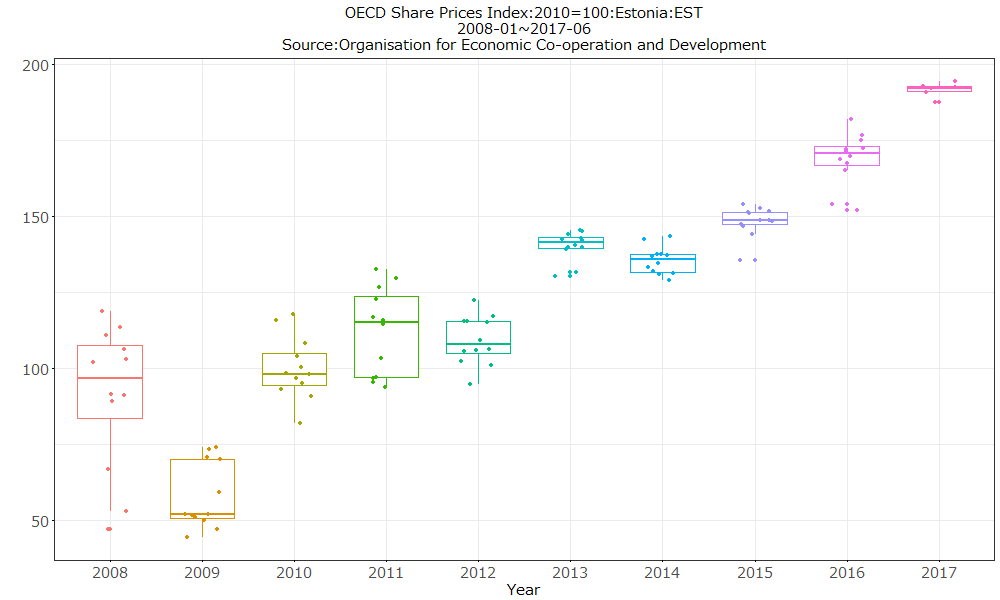 OECD Share Prices Index:2010=100:Estonia:EST
2008-01~2017-06
Source:Organisation for Economic Co-operation and Development
200
150
100
50
2008 2009 2010 2011 2012 2013 2014 2015 2016 2017
Year